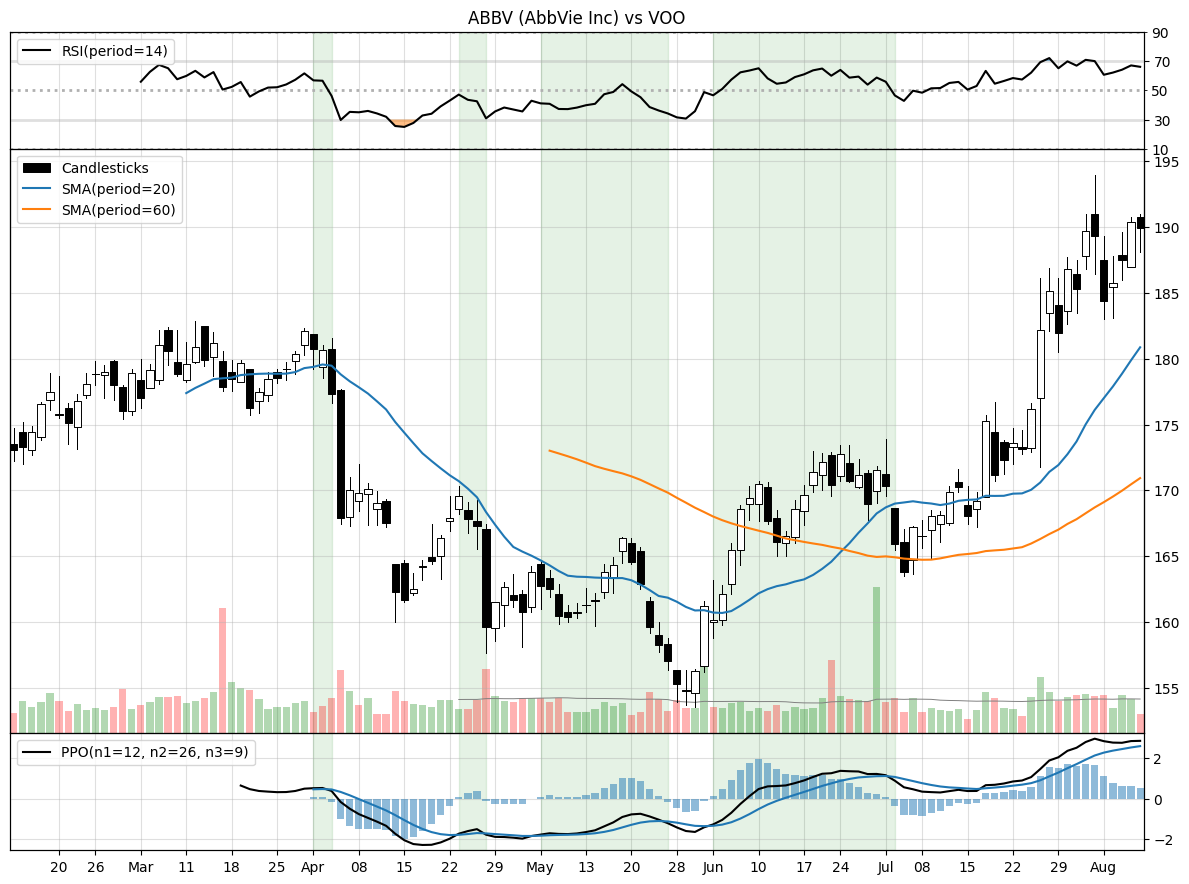 ABBV (AbbVie Inc) vs VOO
RSI(period=14)
90
70
50
30
10
Candlesticks
SMA(period=20)
SMA(period=60)
195
190
185
180
175
170
165
160
155
PPO(n1=12, n2=26, n3=9)
2
0
−2
20 26 Mar 11 18 25 Apr 08 15 22 29 May 13 20 28 Jun 10 17 24 Jul 08 15 22 29 Aug